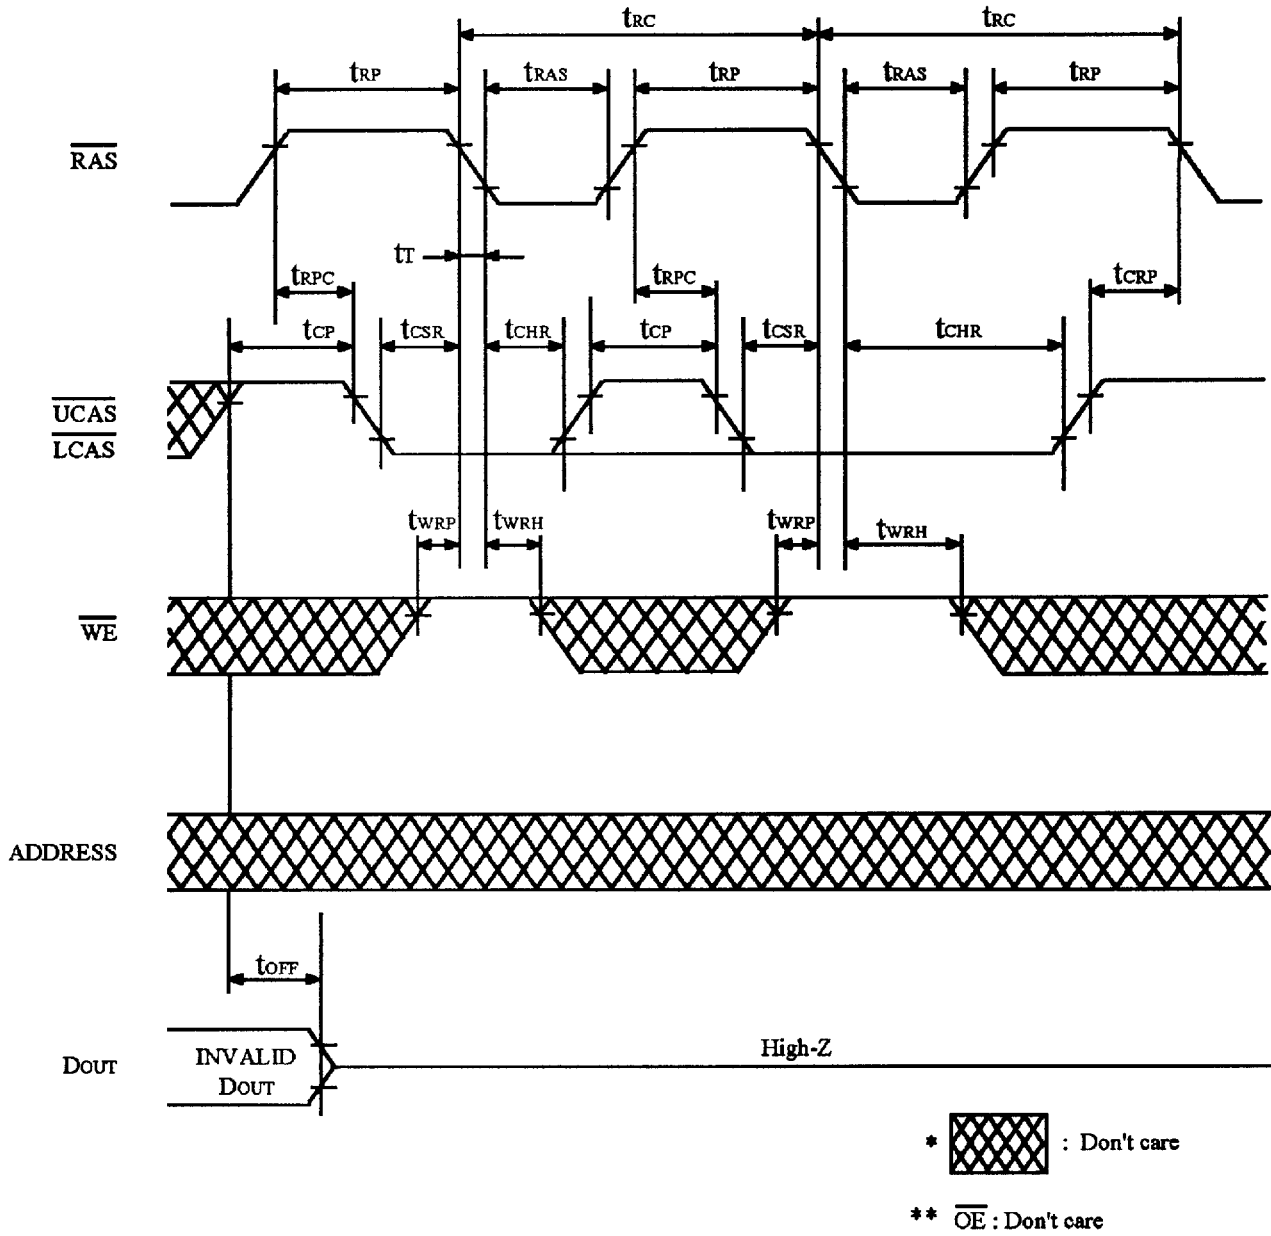 tRC tRC
tRP tRAS tRP tRAS tRP
RAS
tT
tRPC tRPC tCRP
tCP tCSR tCHR tCP tCSR tCHR
UCAS
LCAS
tWRP tWRH tWRP tWRH
WE
ADDRESS
tOFF
DOUT
INVALID
DOUT
High-Z
* : Don't care
** OE : Don't care